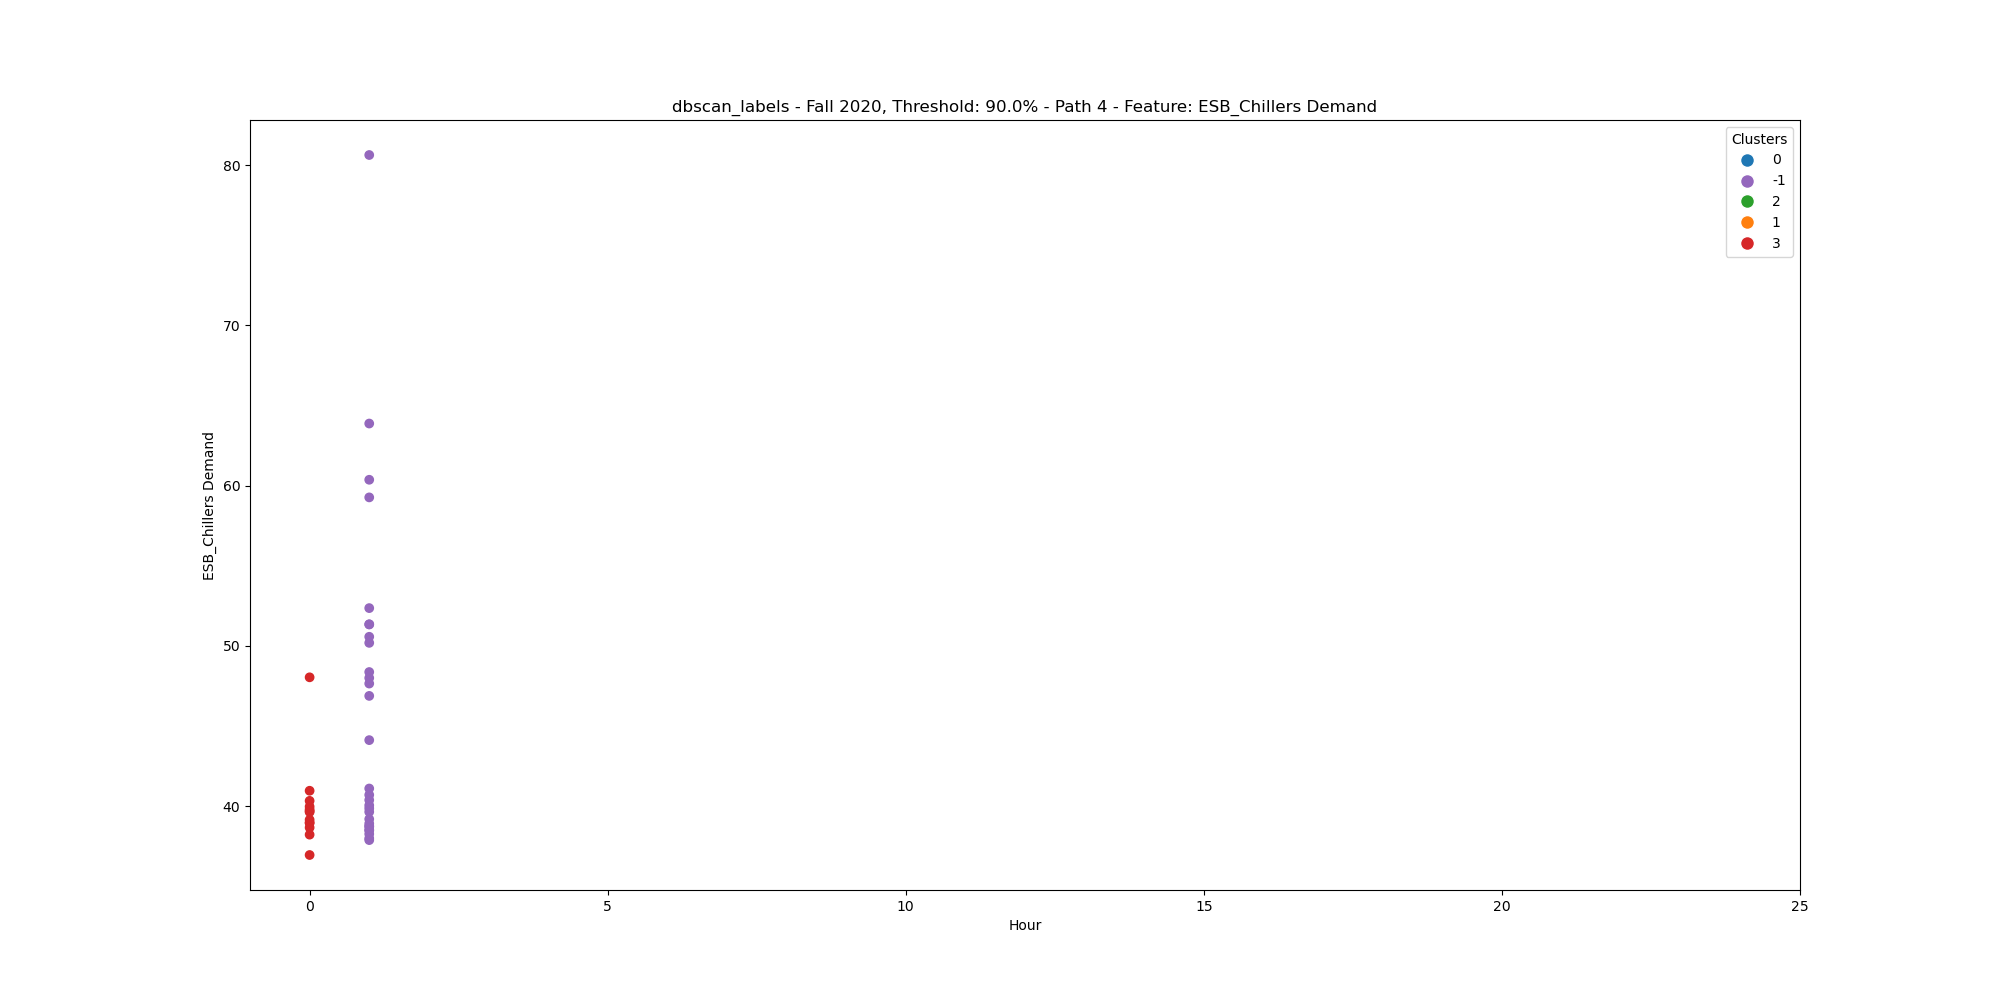 dbscan_labels - Fall 2020, Threshold: 90.0% - Path 4 - Feature: ESB_Chillers Demand
Clusters
0
-1
2
1
3
80
70
60
50
40
ESB_Chillers Demand
0 5 10 15 20 25
Hour